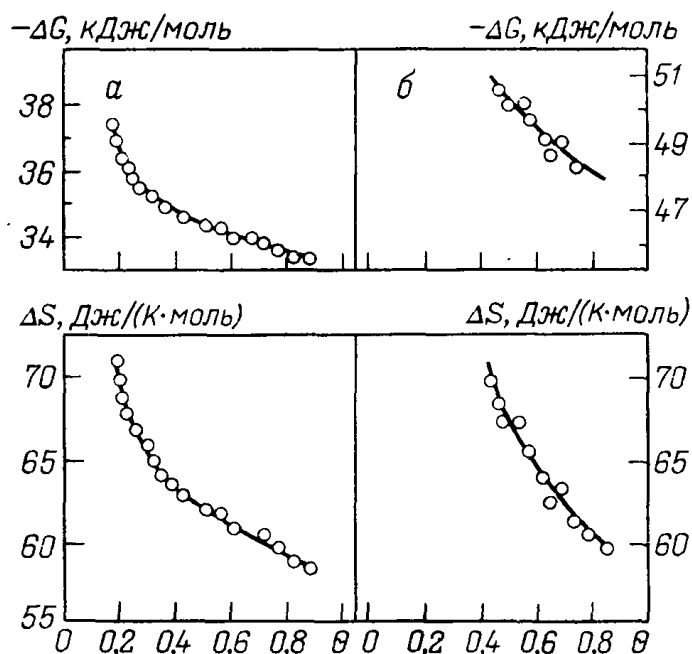 −ΔG, кДж/моль
−ΔG, кДж/моль
а
б
38
36
34
51
49
47
ΔS, Дж/(К·моль)
ΔS, Дж/(К·моль)
70
65
60
55
70
65
60
0 0,2 0,4 0,6 0,8 θ
0 0,2 0,4 0,6 0,8 θ